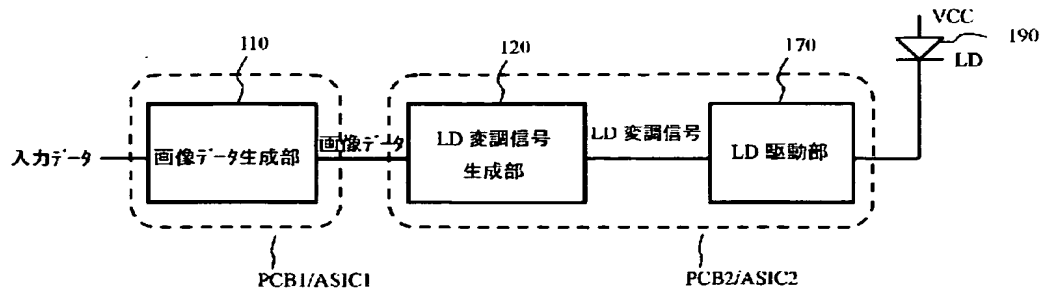 110
120
170
VCC
190
LD
入力データ
画像データ生成部
画像データ
LD 変調信号
生成部
LD 変調信号
LD 駆動部
PCB1/ASIC1
PCB2/ASIC2